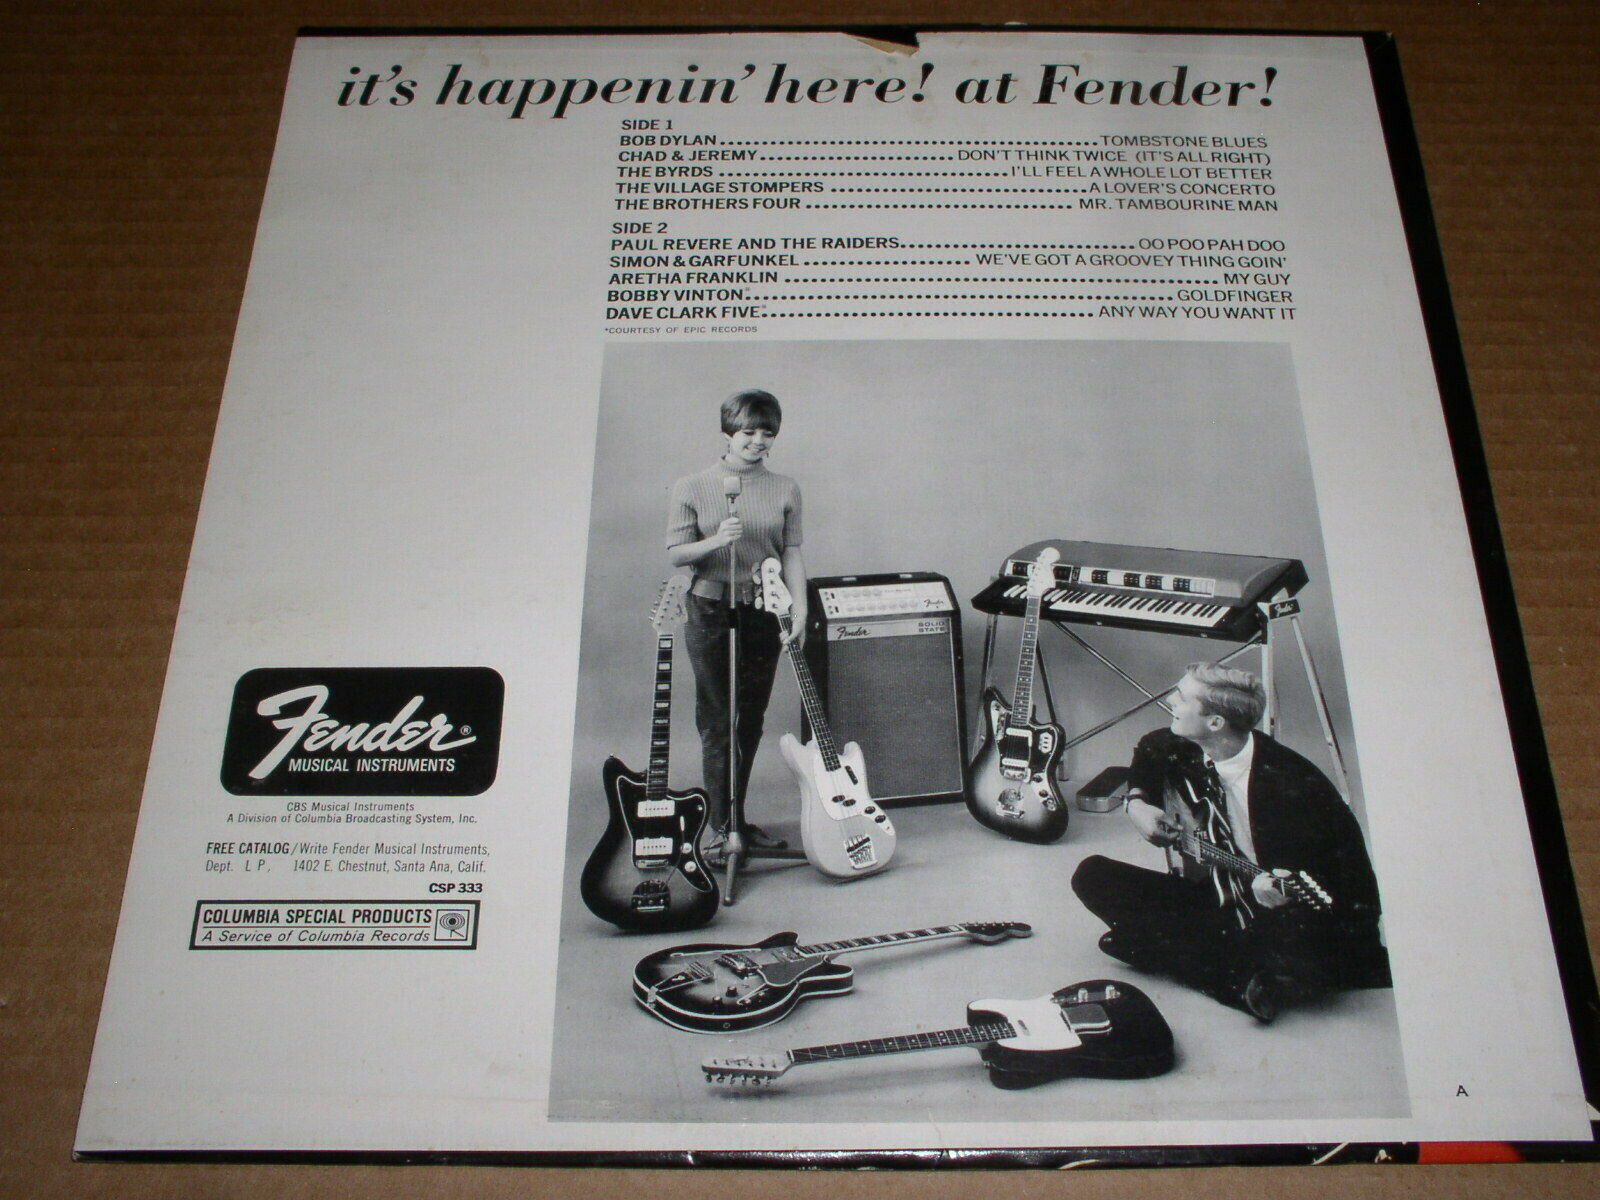 it's happenin' here! at Fender!
SIDE 1
BOB DYLAN........TOMBSTONE BLUES
CHAD & JEREMY........DON'T THINK TWICE (IT'S ALL RIGHT)
THE BYRDS........I'LL FEEL A WHOLE LOT BETTER
THE VILLAGE STOMPERS........A LOVER'S CONCERTO
THE BROTHERS FOUR........MR. TAMBOURINE MAN
SIDE 2
PAUL REVERE AND THE RAIDERS........OO POO PAH DOO
SIMON & GARFUNKEL........WE'VE GOT A GROOVEY THING GOIN'
ARETHA FRANKLIN........MY GUY
BOBBY VINTON*........GOLDFINGER
DAVE CLARK FIVE*........ANY WAY YOU WANT IT
*COURTESY OF EPIC RECORDS
Fender
Fender SOLID STATE
Fender
Fender®
MUSICAL INSTRUMENTS
CBS Musical Instruments
A Division of Columbia Broadcasting System, Inc.
FREE CATALOG/Write Fender Musical Instruments,
Dept. L P, 1402 E. Chestnut, Santa Ana, Calif.
CSP 333
COLUMBIA SPECIAL PRODUCTS
A Service of Columbia Records
A